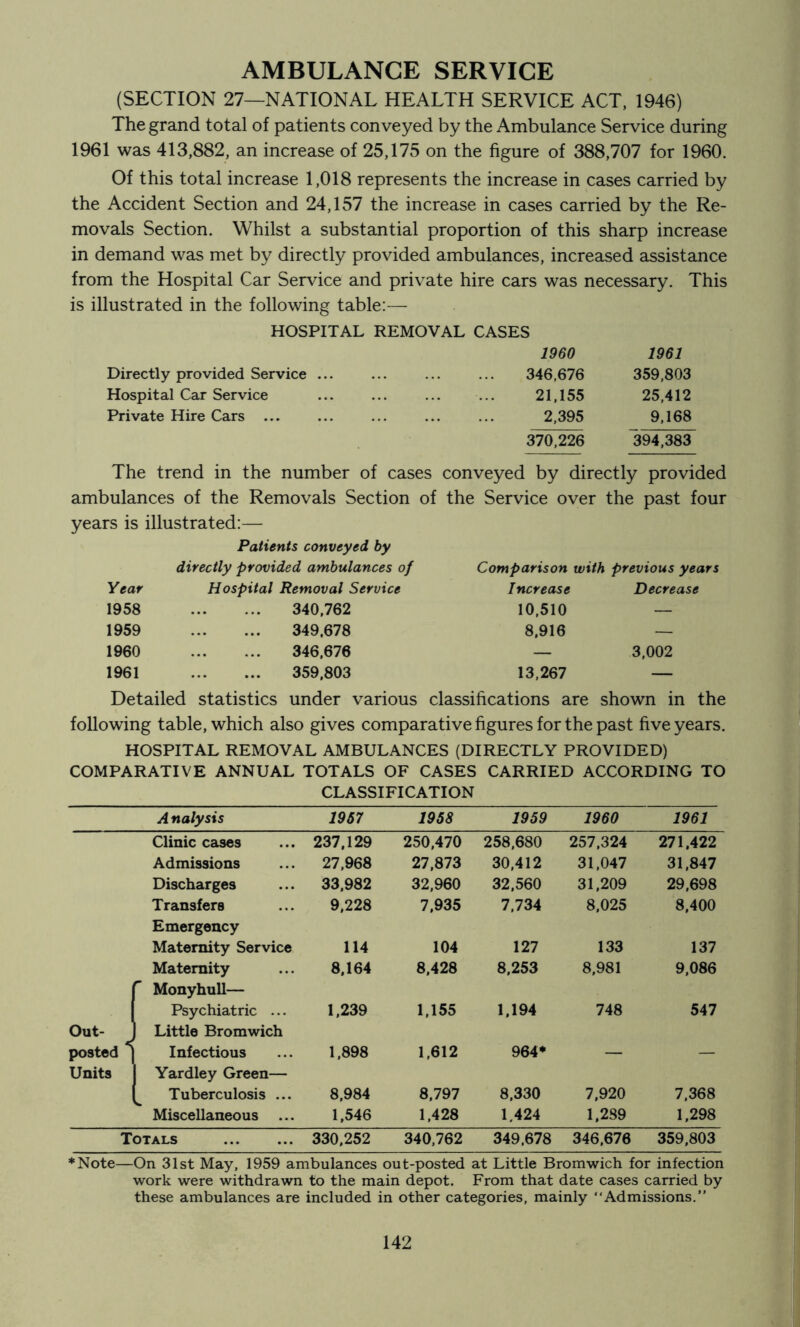 AMBULANCE SERVICE
(SECTION 27—NATIONAL HEALTH SERVICE ACT, 1946)
The grand total of patients conveyed by the Ambulance Service during
1961 was 413,882, an increase of 25,175 on the figure of 388,707 for 1960.
Of this total increase 1,018 represents the increase in cases carried by
the Accident Section and 24,157 the increase in cases carried by the Re-
movals Section. Whilst a substantial proportion of this sharp increase
in demand was met by directly provided ambulances, increased assistance
from the Hospital Car Service and private hire cars was necessary. This
is illustrated in the following table:—
HOSPITAL REMOVAL CASES
1960 1961
Directly provided Service ... ... ... ... 346,676 359,803
Hospital Car Service ... ... ... ... 21,155 25,412
Private Hire Cars ... ... ... ... ... 2,395 9,168
370,226 394,383
The trend in the number of cases conveyed by directly provided
ambulances of the Removals Section of the Service over the past four
years is illustrated:—
Patients conveyed by
directly provided ambulances of Comparison with previous years
Year Hospital Removal Service Increase Decrease
1958 ... ... 340,762 10,510 —
1959 ... ... 349,678 8,916 —
1960 ... ... 346,676 — 3,002
1961 ... ... 359,803 13,267 —
Detailed statistics under various classifications are shown in the
following table, which also gives comparative figures for the past five years.
HOSPITAL REMOVAL AMBULANCES (DIRECTLY PROVIDED)
COMPARATIVE ANNUAL TOTALS OF CASES CARRIED ACCORDING TO
CLASSIFICATION
Analysis 1957 1958 1959 1960 1961
Clinic cases ... 237,129 250,470 258,680 257,324 271,422
Admissions ... 27,968 27,873 30,412 31,047 31,847
Discharges ... 33,982 32,960 32,560 31,209 29,698
Transfers ... 9,228 7,935 7,734 8,025 8,400
Emergency
Maternity Service 114 104 127 133 137
Maternity ... 8,164 8,428 8,253 8,981 9,086
Monyhull—
Psychiatric ... 1,239 1,155 1,194 748 547
Out- Little Bromwich
posted Infectious ... 1,898 1,612 964* — —
Units Yardley Green—
Tuberculosis ... 8,984 8,797 8,330 7,920 7,368
Miscellaneous ... 1,546 1,428 1,424 1,289 1,298
TOTALS ... ... 330,252 340,762 349,678 346,676 359,803
*Note—On 31st May, 1959 ambulances out-posted at Little Bromwich for infection
work were withdrawn to the main depot. From that date cases carried by
these ambulances are included in other categories, mainly "Admissions."
142